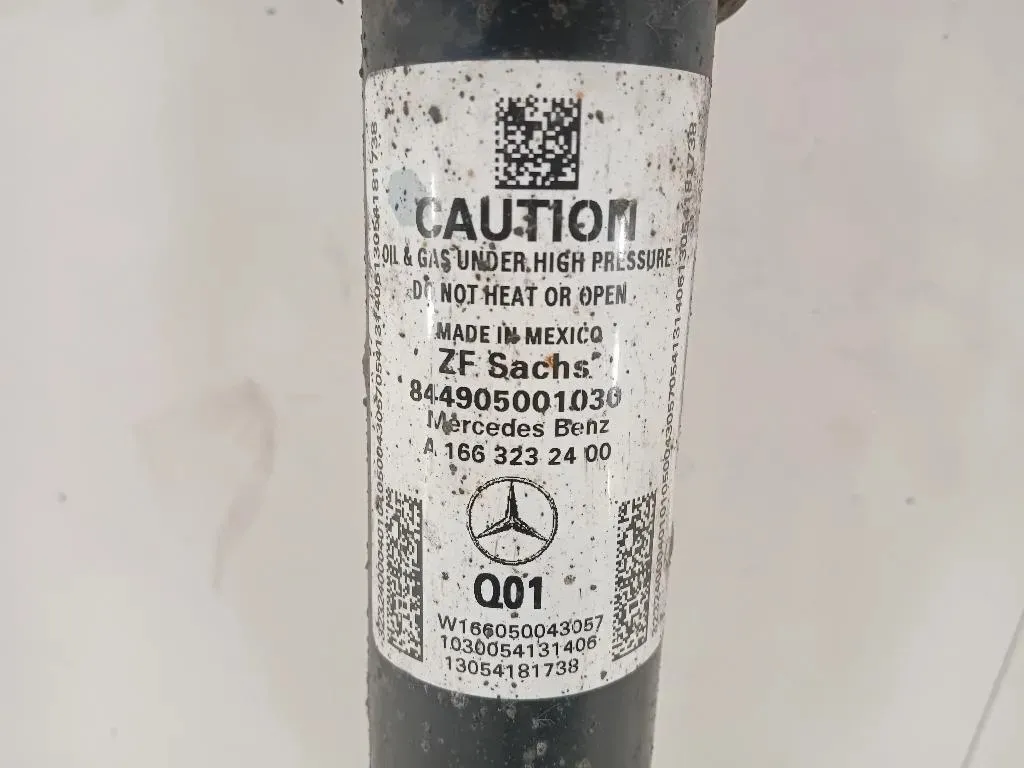 CAUTION
OIL & GAS UNDER HIGH PRESSURE
DO NOT HEAT OR OPEN
MADE IN MEXICO
ZF Sachs
844905001030
Mercedes Benz
A 166 323 24 00
Q01
W166050043057
1030054131406
13054181738